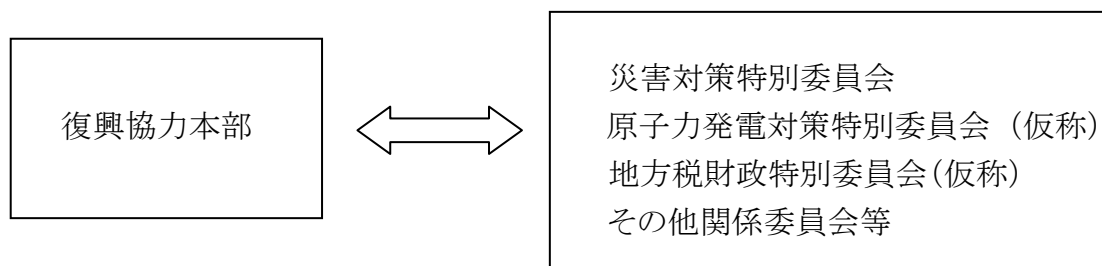 復興協力本部
災害対策特別委員会
原子力発電対策特別委員会 (仮称)
地方税財政特別委員会(仮称)
その他関係委員会等